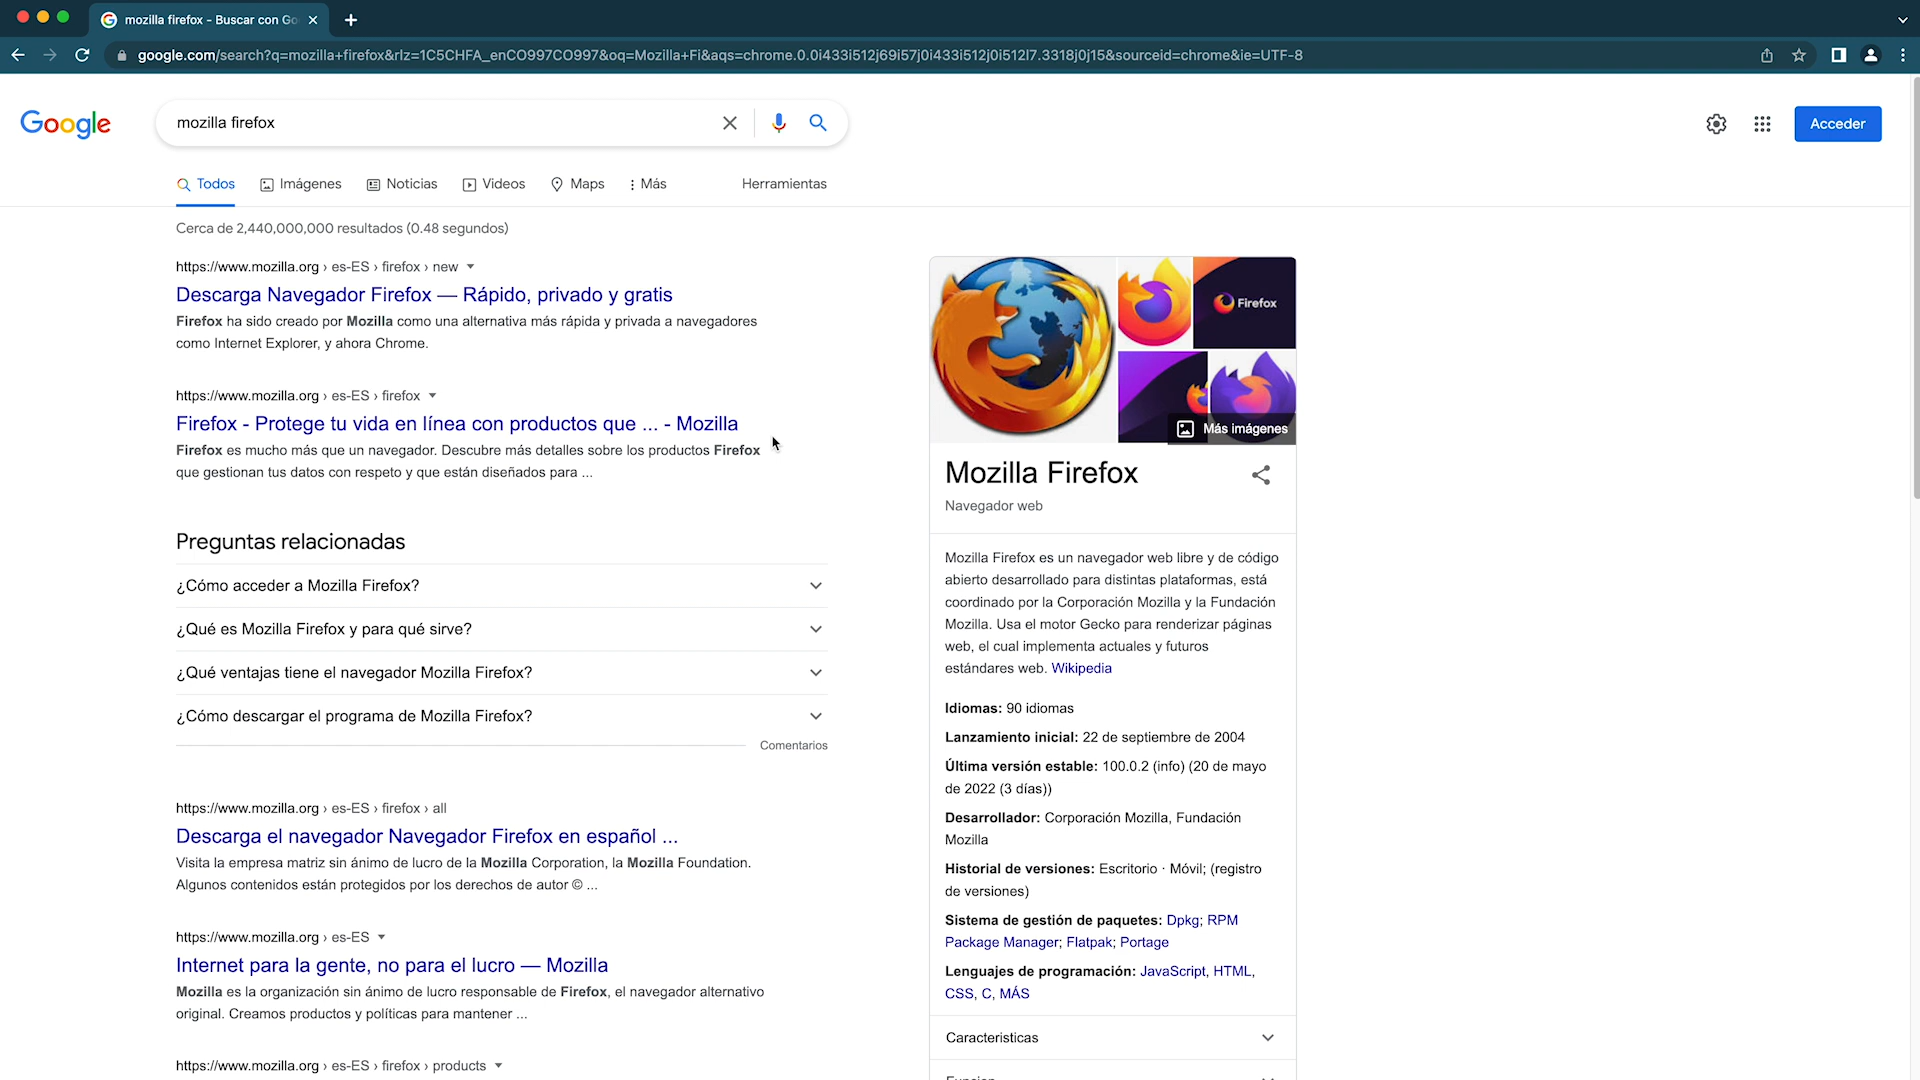 mozilla firefox - Buscar con Go
google.com/search?q=mozilla+firefox&rlz=1C5CHFA_enCO997CO997&oq=Mozilla+Fi&aqs=chrome.0.0i433i512j69i57j0i433i512j0i512l7.3318j0j15&sourceid=chrome&ie=UTF-8
Google
mozilla firefox
Acceder
Todos Imágenes Noticias Videos Maps Más Herramientas
Cerca de 2,440,000,000 resultados (0.48 segundos)
https://www.mozilla.org › es-ES › firefox › new
Descarga Navegador Firefox — Rápido, privado y gratis
Firefox ha sido creado por Mozilla como una alternativa más rápida y privada a navegadores
como Internet Explorer, y ahora Chrome.
https://www.mozilla.org › es-ES › firefox
Firefox - Protege tu vida en línea con productos que ... - Mozilla
Firefox es mucho más que un navegador. Descubre más detalles sobre los productos Firefox
que gestionan tus datos con respeto y que están diseñados para ...
Preguntas relacionadas
¿Cómo acceder a Mozilla Firefox?
¿Qué es Mozilla Firefox y para qué sirve?
¿Qué ventajas tiene el navegador Mozilla Firefox?
¿Cómo descargar el programa de Mozilla Firefox?
Comentarios
https://www.mozilla.org › es-ES › firefox › all
Descarga el navegador Navegador Firefox en español ...
Visita la empresa matriz sin ánimo de lucro de la Mozilla Corporation, la Mozilla Foundation.
Algunos contenidos están protegidos por los derechos de autor © ...
https://www.mozilla.org › es-ES
Internet para la gente, no para el lucro — Mozilla
Mozilla es la organización sin ánimo de lucro responsable de Firefox, el navegador alternativo
original. Creamos productos y políticas para mantener ...
https://www.mozilla.org › es-ES › firefox › products
Firefox
Más imágenes
Mozilla Firefox
Navegador web
Mozilla Firefox es un navegador web libre y de código
abierto desarrollado para distintas plataformas, está
coordinado por la Corporación Mozilla y la Fundación
Mozilla. Usa el motor Gecko para renderizar páginas
web, el cual implementa actuales y futuros
estándares web. Wikipedia
Idiomas: 90 idiomas
Lanzamiento inicial: 22 de septiembre de 2004
Última versión estable: 100.0.2 (info) (20 de mayo
de 2022 (3 días))
Desarrollador: Corporación Mozilla, Fundación
Mozilla
Historial de versiones: Escritorio · Móvil; (registro
de versiones)
Sistema de gestión de paquetes: Dpkg; RPM
Package Manager; Flatpak; Portage
Lenguajes de programación: JavaScript, HTML,
CSS, C, MÁS
Caracteristicas